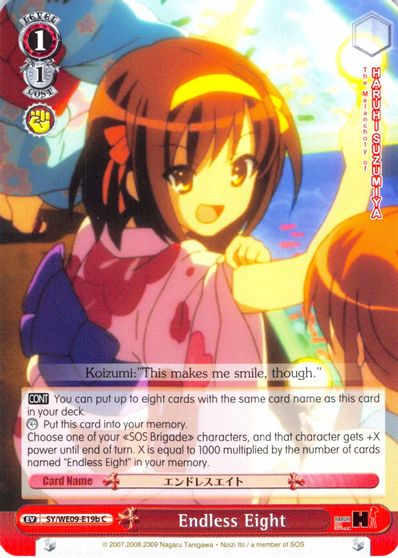 LEVEL
1
1
COST
The Melancholy of
HARUHI SUZUMIYA
Koizumi:"This makes me smile, though."
CONT You can put up to eight cards with the same card name as this card
in your deck.
Put this card into your memory.
Choose one of your «SOS Brigade» characters, and that character gets +X
power until end of turn. X is equal to 1000 multiplied by the number of cards
named "Endless Eight" in your memory.
Card Name エンドレスエイト
EV SY/WE09-E19b C Endless Eight
H
© 2007,2008,2009 Nagaru Tanigawa • Noizi Ito / a member of SOS